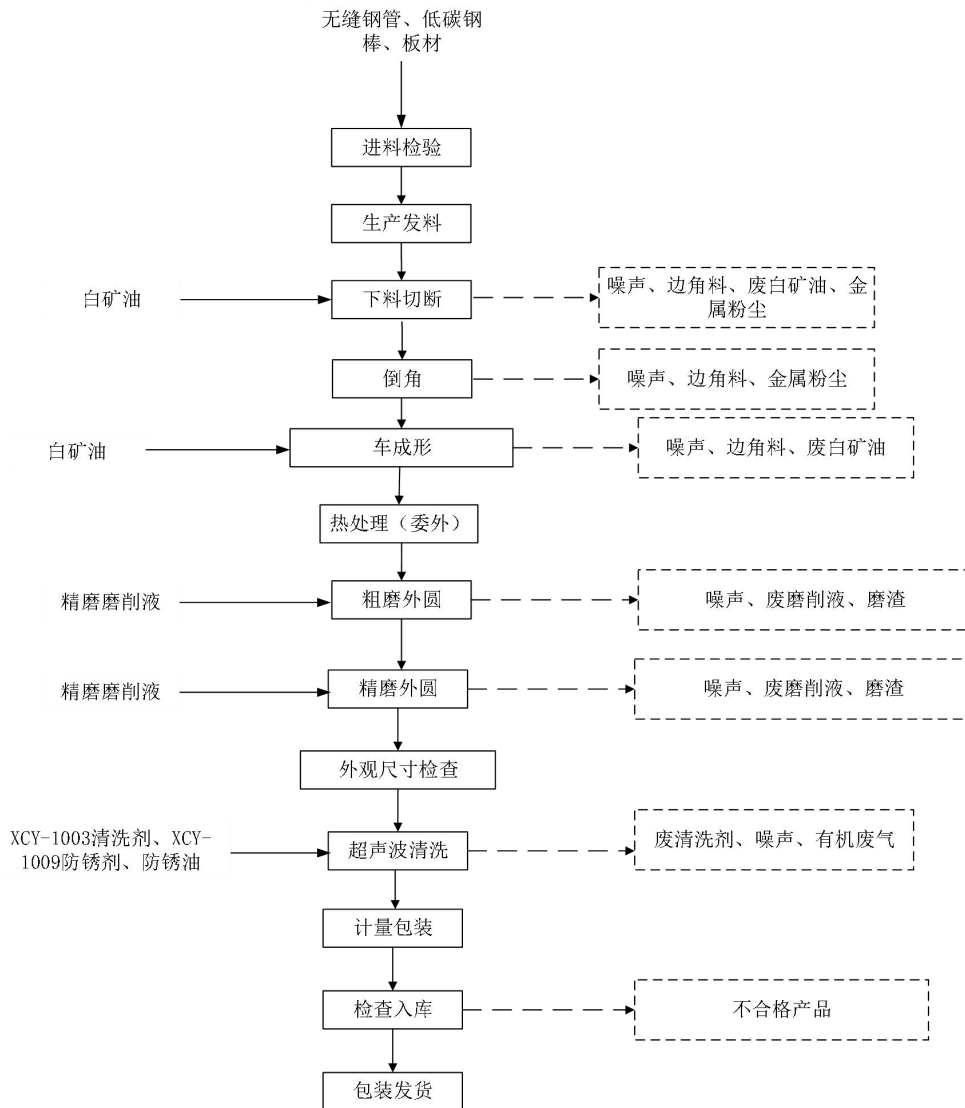 无缝钢管、低碳钢
棒、板材
进料检验
生产发料
白矿油
下料切断
噪声、边角料、废白矿油、金
属粉尘
倒角
噪声、边角料、金属粉尘
白矿油
车成形
噪声、边角料、废白矿油
热处理（委外）
精磨磨削液
粗磨外圆
噪声、废磨削液、磨渣
精磨磨削液
精磨外圆
噪声、废磨削液、磨渣
外观尺寸检查
XCY-1003清洗剂、XCY-
1009防锈剂、防锈油
超声波清洗
废清洗剂、噪声、有机废气
计量包装
检查入库
不合格产品
包装发货